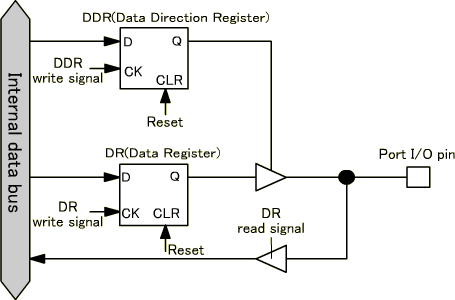 DDR(Data Direction Register)
D
Q
DDR
write signal
CK
CLR
Reset
Internal data bus
DR(Data Register)
Port I/O pin
D
Q
DR
write signal
CK
CLR
DR
read signal
Reset